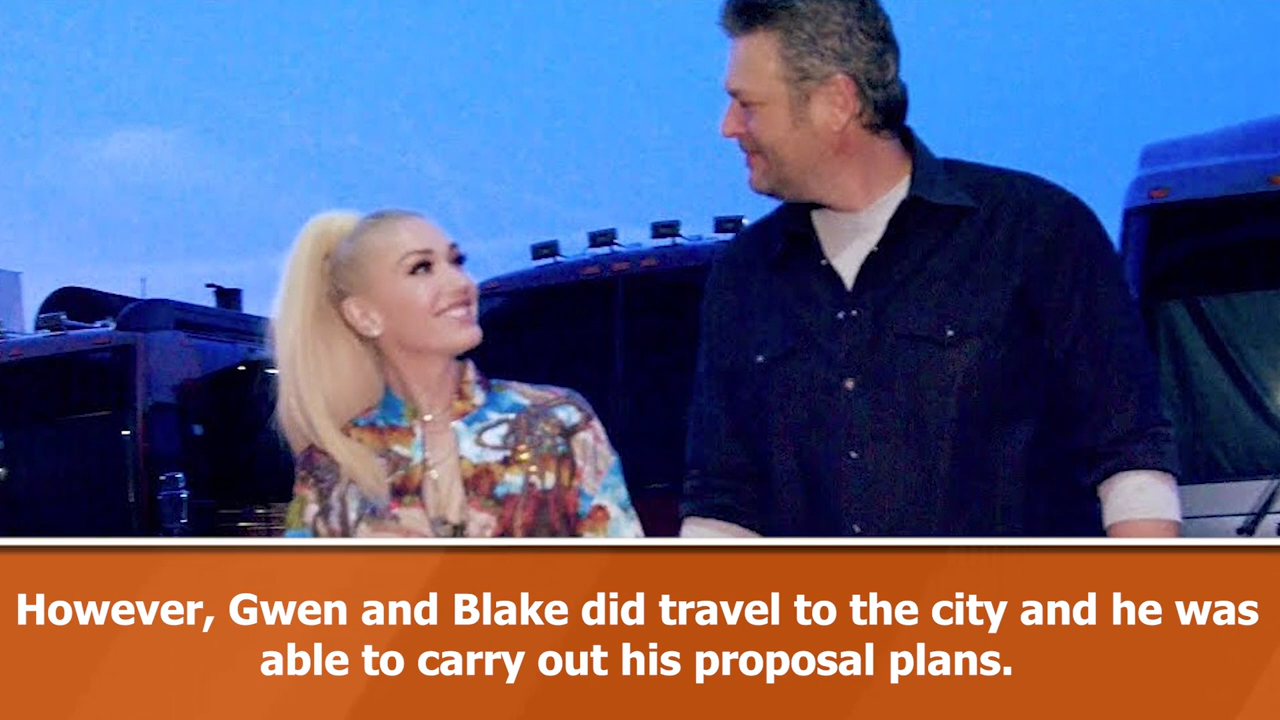 However, Gwen and Blake did travel to the city and he was
able to carry out his proposal plans.